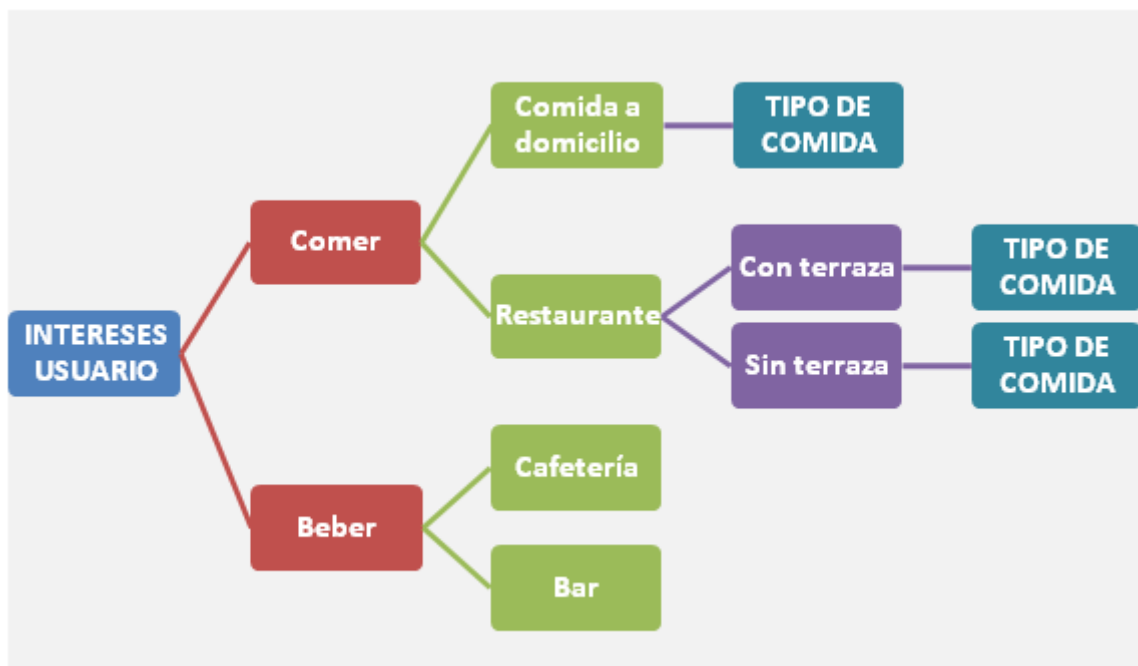 Comida a
domicilio
TIPO DE
COMIDA
Comer
Con terraza
TIPO DE
COMIDA
Restaurante
INTERESES
USUARIO
Sin terraza
TIPO DE
COMIDA
Cafetería
Beber
Bar